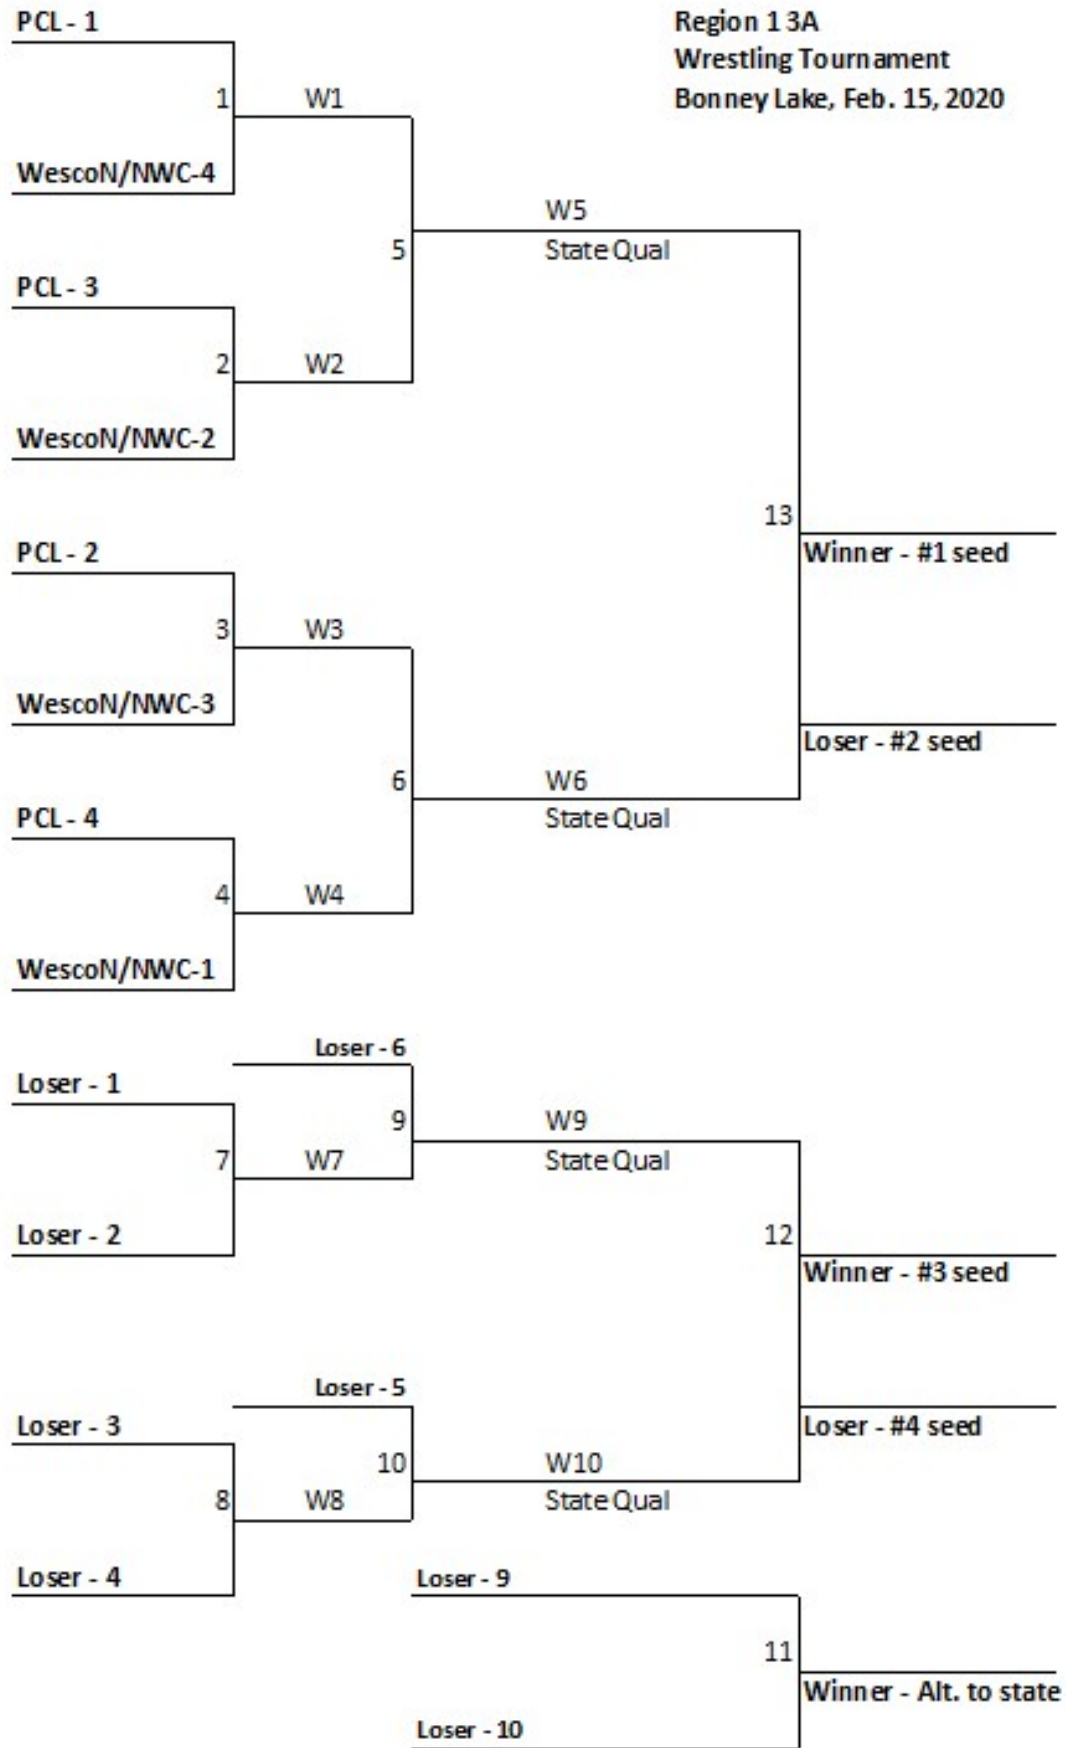 PCL - 1
Region 1 3A
Wrestling Tournament
Bonney Lake, Feb. 15, 2020
1
W1
WescoN/NWC-4
W5
5
State Qual
PCL - 3
2
W2
WescoN/NWC-2
13
PCL - 2
Winner - #1 seed
3
W3
WescoN/NWC-3
Loser - #2 seed
6
W6
PCL - 4
State Qual
4
W4
WescoN/NWC-1
Loser - 6
Loser - 1
9
W9
7
W7
State Qual
Loser - 2
12
Winner - #3 seed
Loser - 5
Loser - 3
Loser - #4 seed
10
W10
8
W8
State Qual
Loser - 4
Loser - 9
11
Winner - Alt. to state
Loser - 10